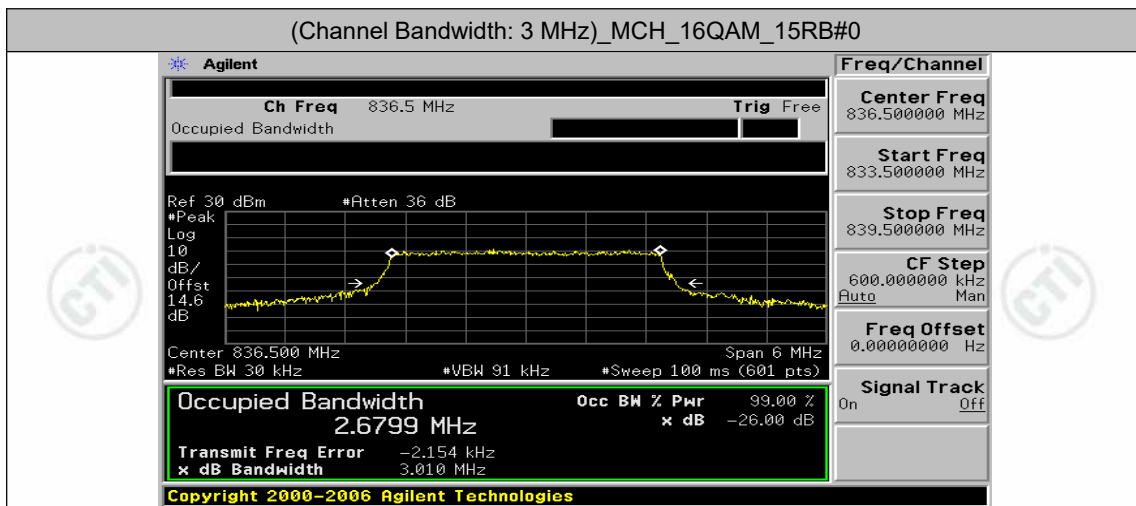 (Channel Bandwidth: 3 MHz)_MCH_16QAM_15RB#0
Agilent
Freq/Channel
Ch Freq 836.5 MHz Trig Free
Occupied Bandwidth
Center Freq
836.500000 MHz
Start Freq
833.500000 MHz
Stop Freq
839.500000 MHz
CF Step
600.000000 kHz
Auto Man
Freq Offset
0.00000000 Hz
Signal Track
On Off
Ref 30 dBm #Atten 36 dB
#Peak
Log
10
dB/
Offst
14.6
dB
Center 836.500 MHz Span 6 MHz
#Res BW 30 kHz #VBW 91 kHz #Sweep 100 ms (601 pts)
Occupied Bandwidth Occ BW % Pwr 99.00 %
2.6799 MHz x dB -26.00 dB
Transmit Freq Error -2.154 kHz
x dB Bandwidth 3.010 MHz
Copyright 2000-2006 Agilent Technologies
CTI
CTI